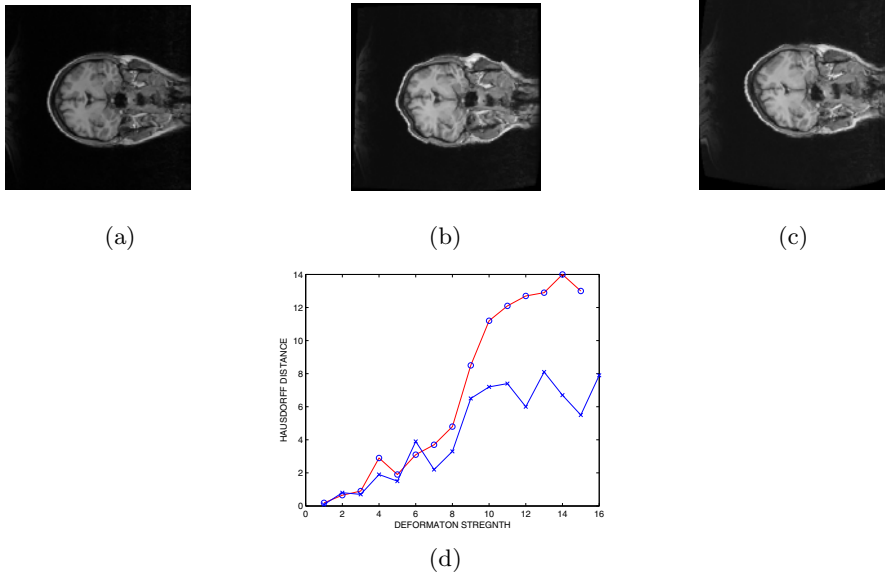 (a)
(b)
(c)
14
12
10
8
6
4
2
0
HAUSDORFF DISTANCE
0 2 4 6 8 10 12 14 16
DEFORMATON STREGNTH
(d)